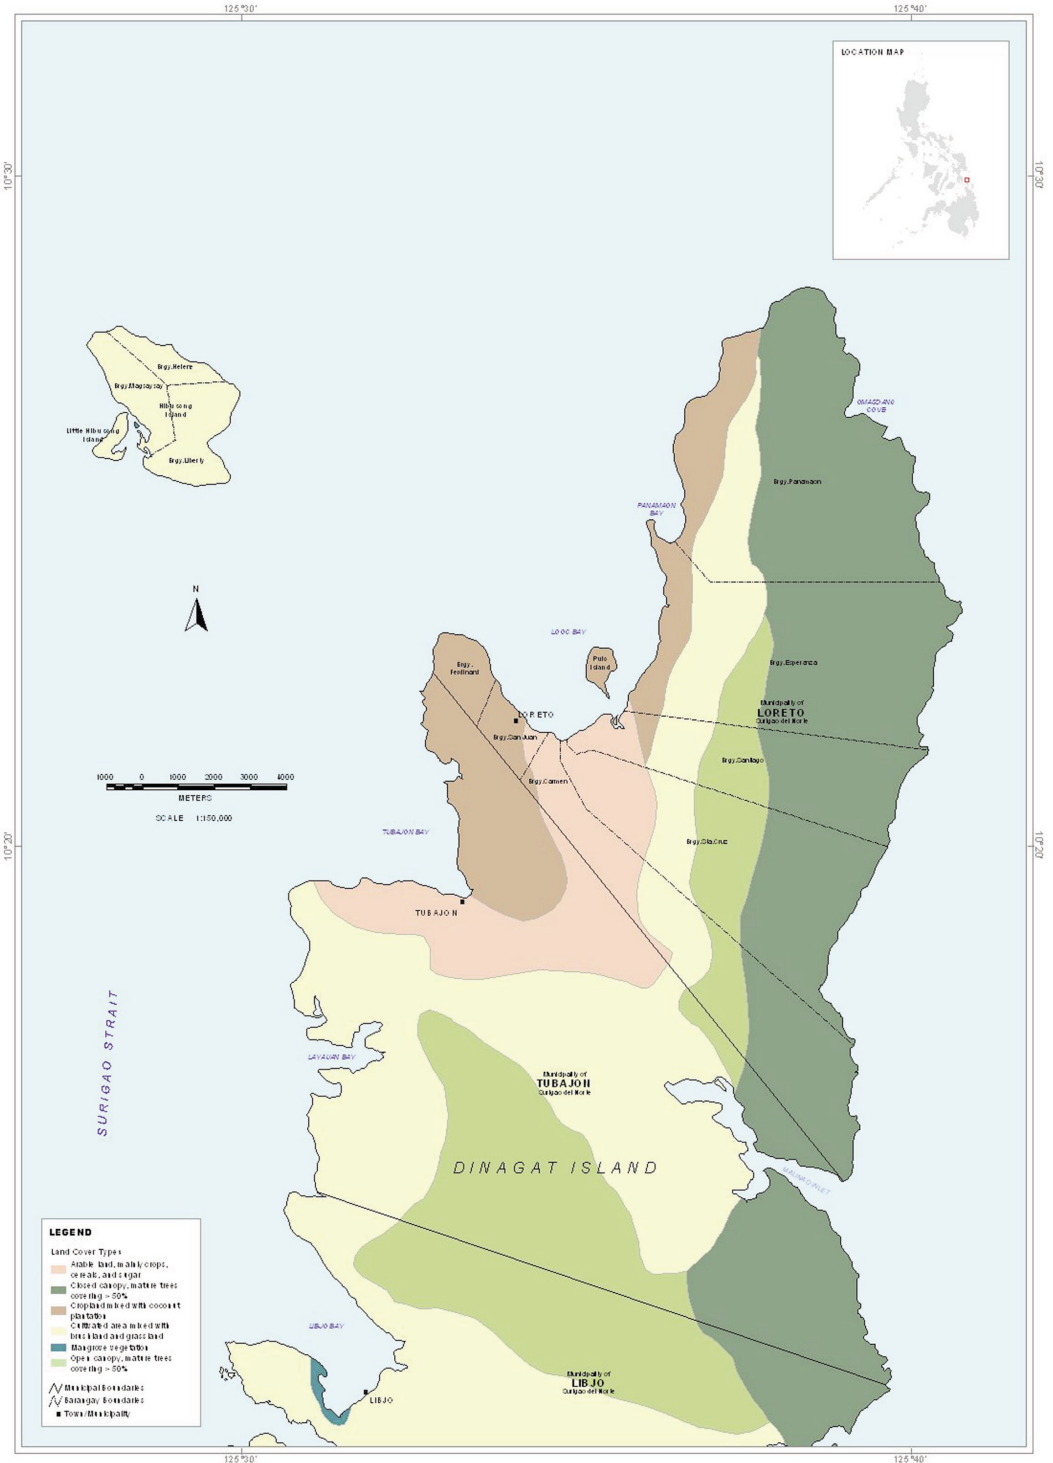 125°30'
125°40'
LOCATION MAP
10°30'
10°30'
Brgy. Helene
Brgy. Magsaysay
Hibusong
Island
Little Hibusong
Island
Brgy. Liberty
OMASDANG
COVE
Brgy. Panamaon
PANAMAON
BAY
N
LOOC BAY
Brgy.
Ferdinand
Pulo
Island
Brgy. Esperanza
Municipality of
LORETO
Surigao del Norte
LORETO
Brgy. San Juan
Brgy. Santiago
Brgy. Carmen
1000 0 1000 2000 3000 4000
METERS
SCALE 1:150,000
TUBAJON BAY
Brgy. Sta. Cruz
10°20'
10°20'
TUBAJON
SURIGAO STRAIT
LAYAUAN BAY
Municipality of
TUBAJON
Surigao del Norte
DINAGAT ISLAND
MALINAO INLET
LEGEND
Land Cover Types
Arable land, mainly crops,
cereals, and sugar
Closed canopy, mature trees
covering > 50%
Cropland mixed with coconut
plantation
Cultivated area mixed with
brushland and grassland
Mangrove vegetation
Open canopy, mature trees
covering > 50%
Municipal Boundaries
Barangay Boundaries
Town/Municipality
LIBJO BAY
Municipality of
LIBJO
Surigao del Norte
LIBJO
125°30'
125°40'